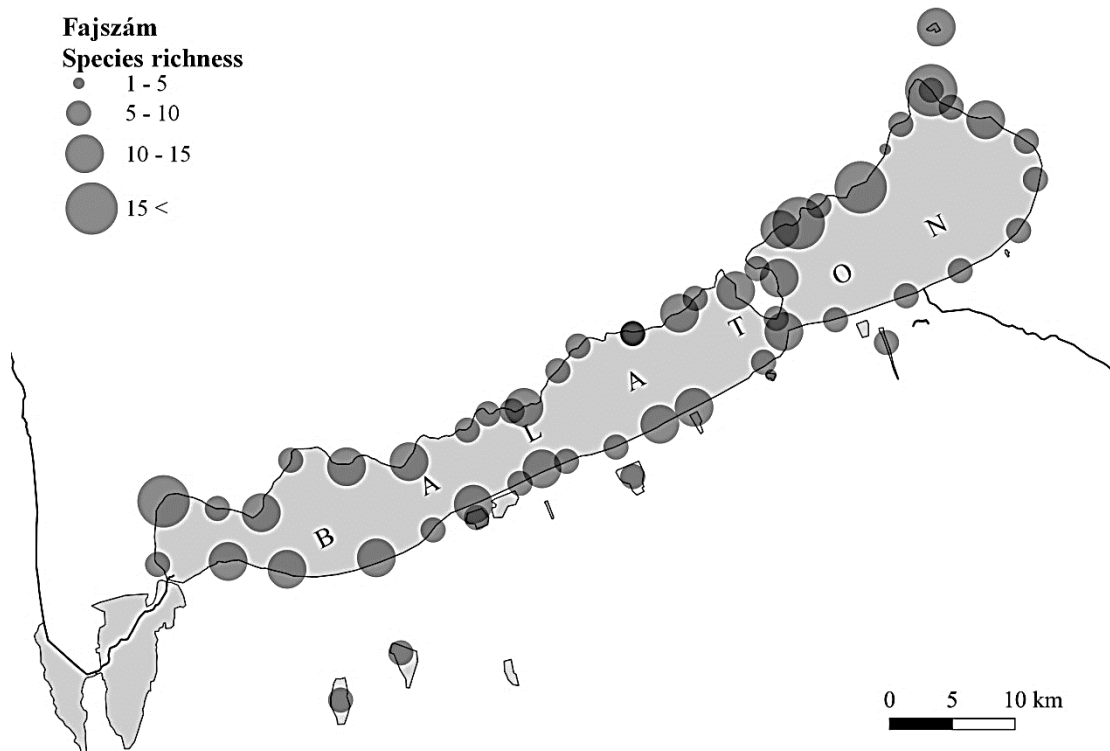 Fajszám
Species richness
1 - 5
5 - 10
10 - 15
15 <
B A L A T O N
0 5 10 km